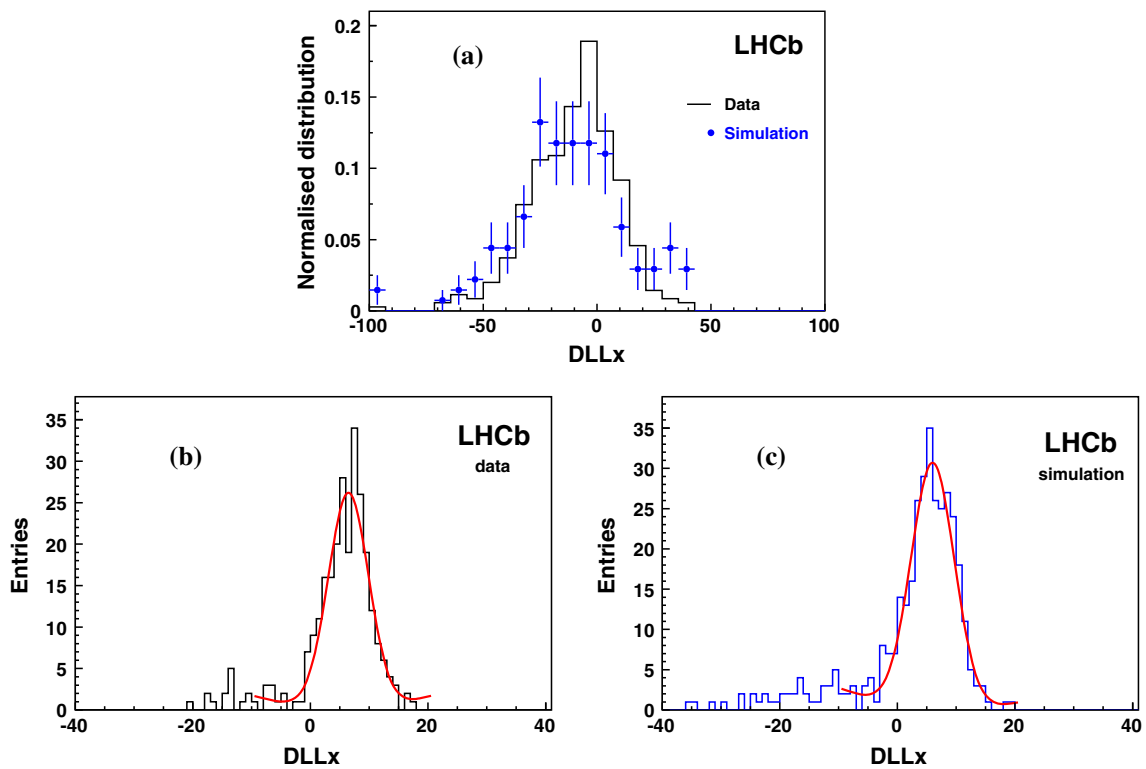 0.2
(a)
LHCb
Normalised distribution
0.15
Data
Simulation
0.1
0.05
0
-100
-50
0
50
100
DLLx
35
30
25
20
15
10
5
0
Entries
(b)
LHCb
data
-40
-20
0
20
40
DLLx
35
30
25
20
15
10
5
0
Entries
(c)
LHCb
simulation
-40
-20
0
20
40
DLLx